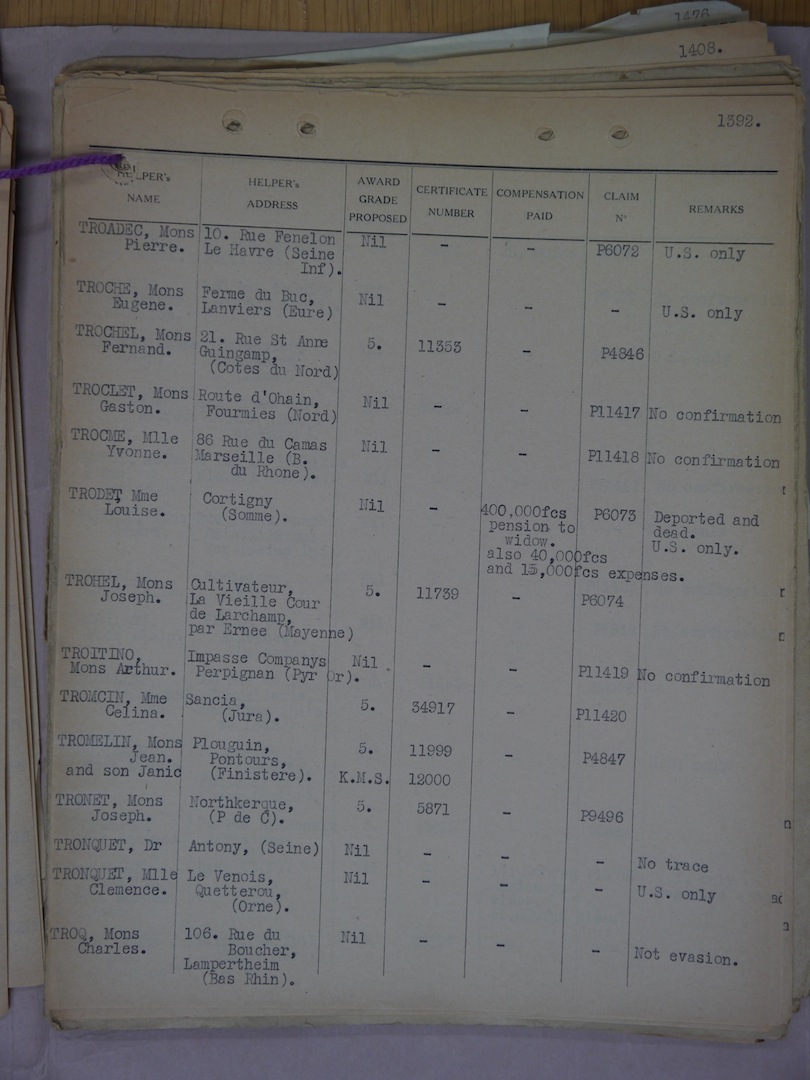 1476
1408.
1392.
HELPER's NAME | HELPER's ADDRESS | AWARD GRADE PROPOSED | CERTIFICATE NUMBER | COMPENSATION PAID | CLAIM Nº | REMARKS
TROADEC, Mons 10. Rue Fenelon Nil - - P6072 U.S. only
Pierre. Le Havre (Seine
Inf).
TROCHE, Mons Ferme du Buc, Nil - - - U.S. only
Eugene. Lanviers (Eure)
TROCHEL, Mons 21. Rue St Anne 5. 11353 - P4846
Fernand. Guingamp,
(Cotes du Nord)
TROCLET, Mons Route d'Ohain, Nil - - P11417 No confirmation
Gaston. Fourmies (Nord)
TROCME, Mlle 86 Rue du Camas Nil - - P11418 No confirmation
Yvonne. Marseille (B.
du Rhone).
TRODET, Mme Cortigny Nil - 400,000fcs P6073 Deported and
Louise. (Somme). pension to dead.
widow. U.S. only.
also 40,000fcs
and 15,000fcs expenses.
TROHEL, Mons Cultivateur, 5. 11739 - P6074
Joseph. La Vieille Cour
de Larchamp,
par Ernee (Mayenne)
TROITINO, Impasse Companys Nil - - P11419 No confirmation
Mons Arthur. Perpignan (Pyr Or).
TROMCIN, Mme Sancia, 5. 34917 - P11420
Celina. (Jura).
TROMELIN, Mons Plouguin, 5. 11999 - P4847
Jean. Pontours,
and son Janic (Finistere). K.M.S. 12000
TRONET, Mons Northkerque, 5. 5871 - P9496
Joseph. (P de C).
TRONQUET, Dr Antony, (Seine) Nil - - - No trace
TRONQUET, Mlle Le Venois, Nil - - - U.S. only
Clemence. Quetterou,
(Orne).
TROQ, Mons 106. Rue du Nil - - - Not evasion.
Charles. Boucher,
Lampertheim
(Bas Rhin).